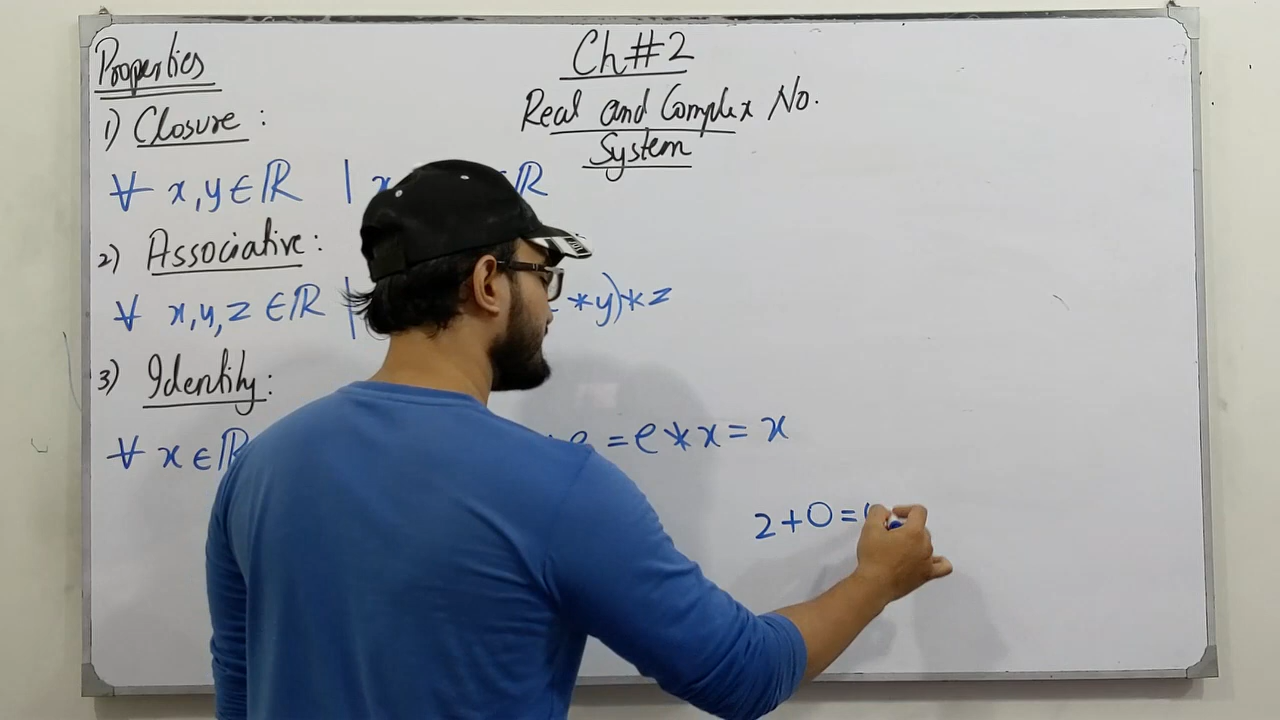 Properties
Ch#2
Real and Complex No.
System
1) Closure :
∀ x,y ∈ ℝ | x ∈ ℝ
2) Associative :
∀ x,y,z ∈ ℝ | *y)*z
3) Identity :
∀ x ∈ ℝ e = e*x = x
2+0=